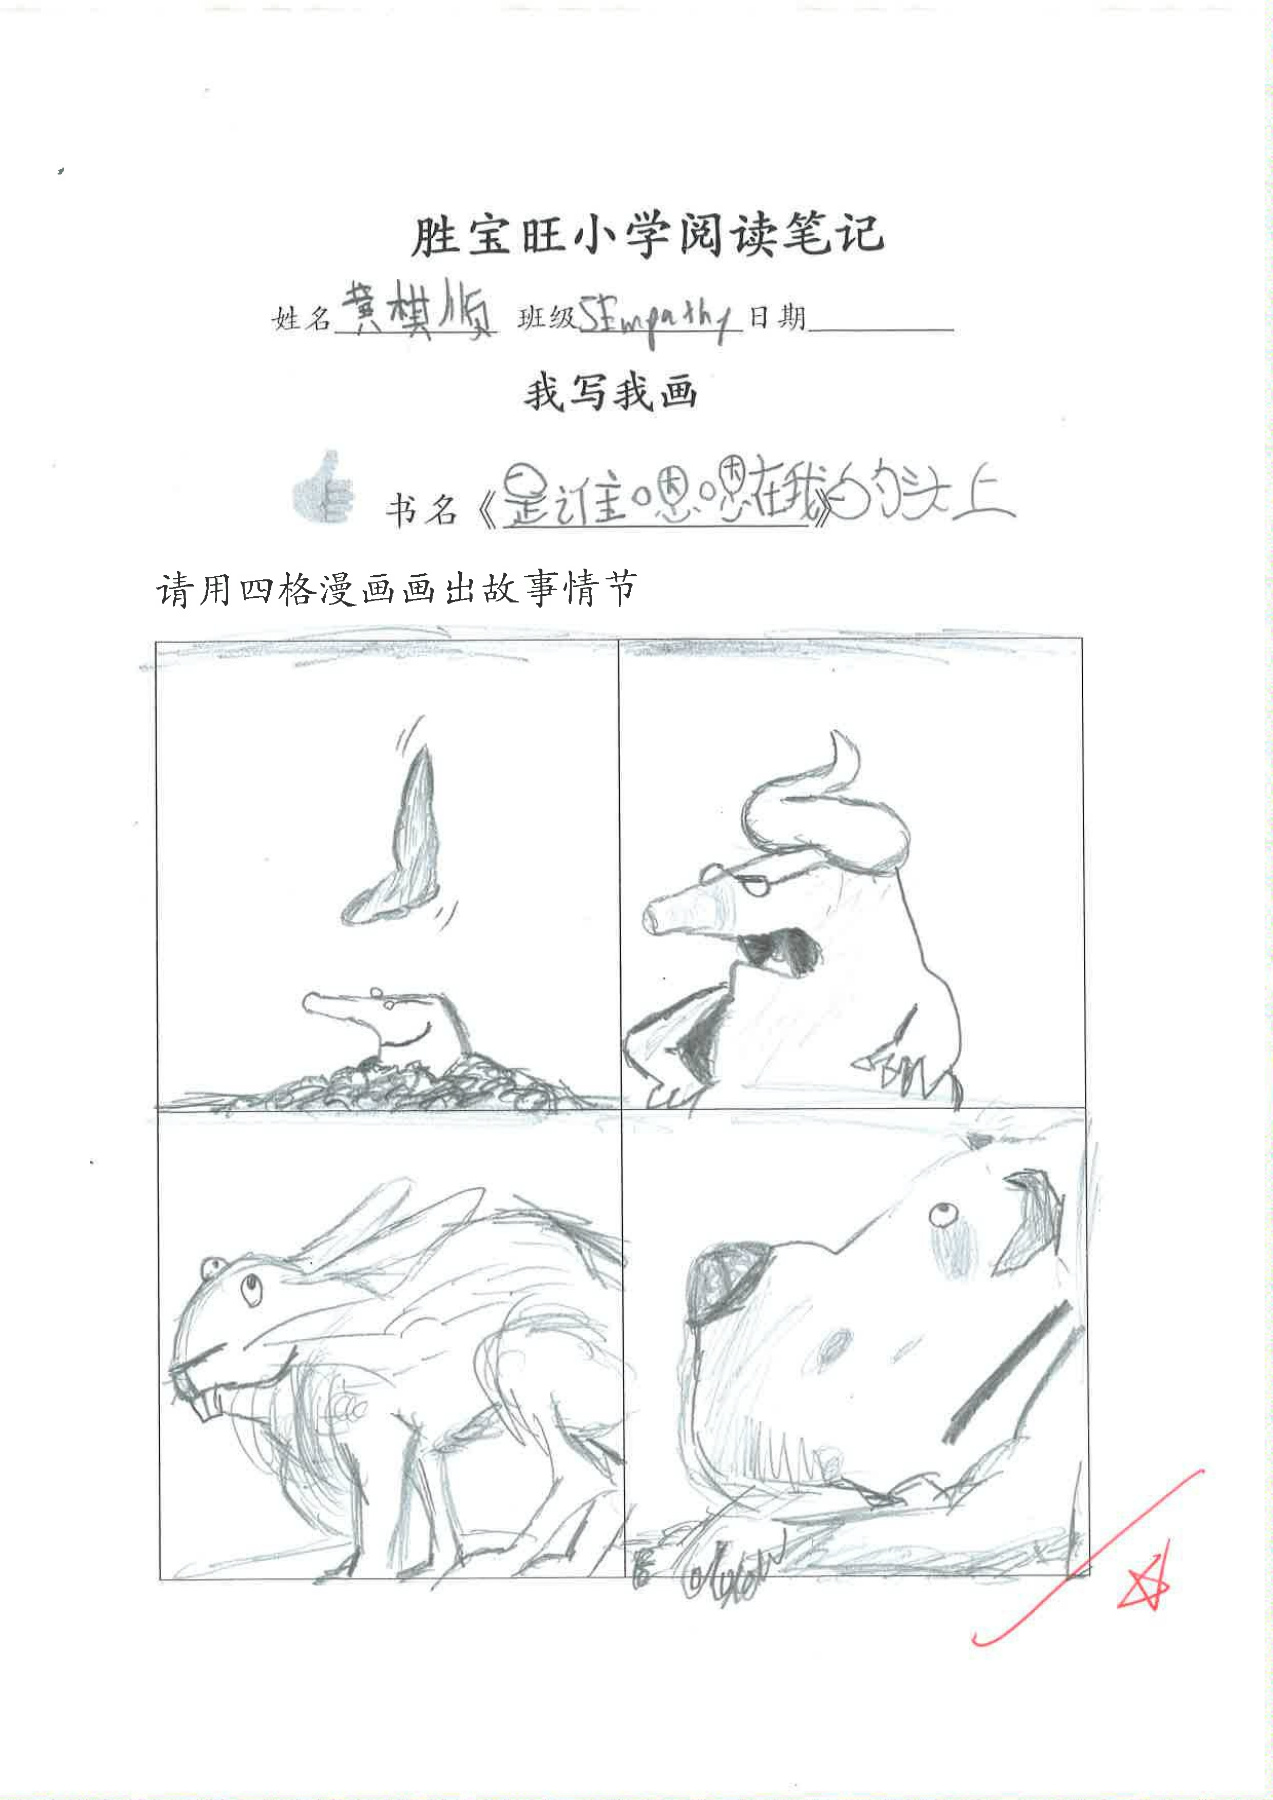 胜宝旺小学阅读笔记
姓名 黄棋顺 班级 5Empathy 日期
我写我画
书名《是谁嗯嗯在我》的头上
请用四格漫画画出故事情节